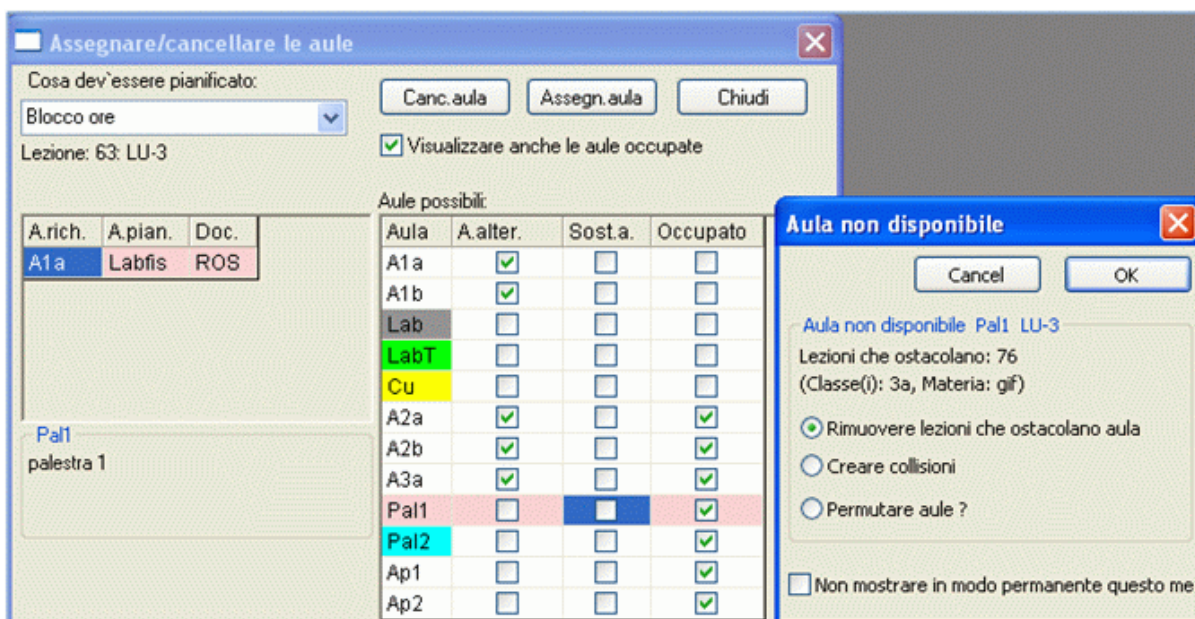 Assegnare/cancellare le aule
Cosa dev`essere pianificato:
Blocco ore
Lezione: 63: LU-3
Canc.aula Assegn.aula Chiudi
Visualizzare anche le aule occupate
A.rich. A.pian. Doc.
A1a Labfis ROS
Pal1
palestra 1
Aule possibili:
Aula A.alter. Sost.a. Occupato
A1a
A1b
Lab
LabT
Cu
A2a
A2b
A3a
Pal1
Pal2
Ap1
Ap2
Aula non disponibile
Cancel OK
Aula non disponibile Pal1 LU-3
Lezioni che ostacolano: 76
(Classe(i): 3a, Materia: gif)
Rimuovere lezioni che ostacolano aula
Creare collisioni
Permutare aule ?
Non mostrare in modo permanente questo me